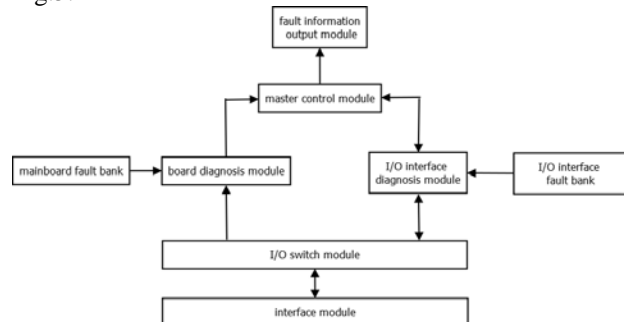 fault information
output module
master control module
mainboard fault bank
board diagnosis module
I/O interface
diagnosis module
I/O interface
fault bank
I/O switch module
interface module